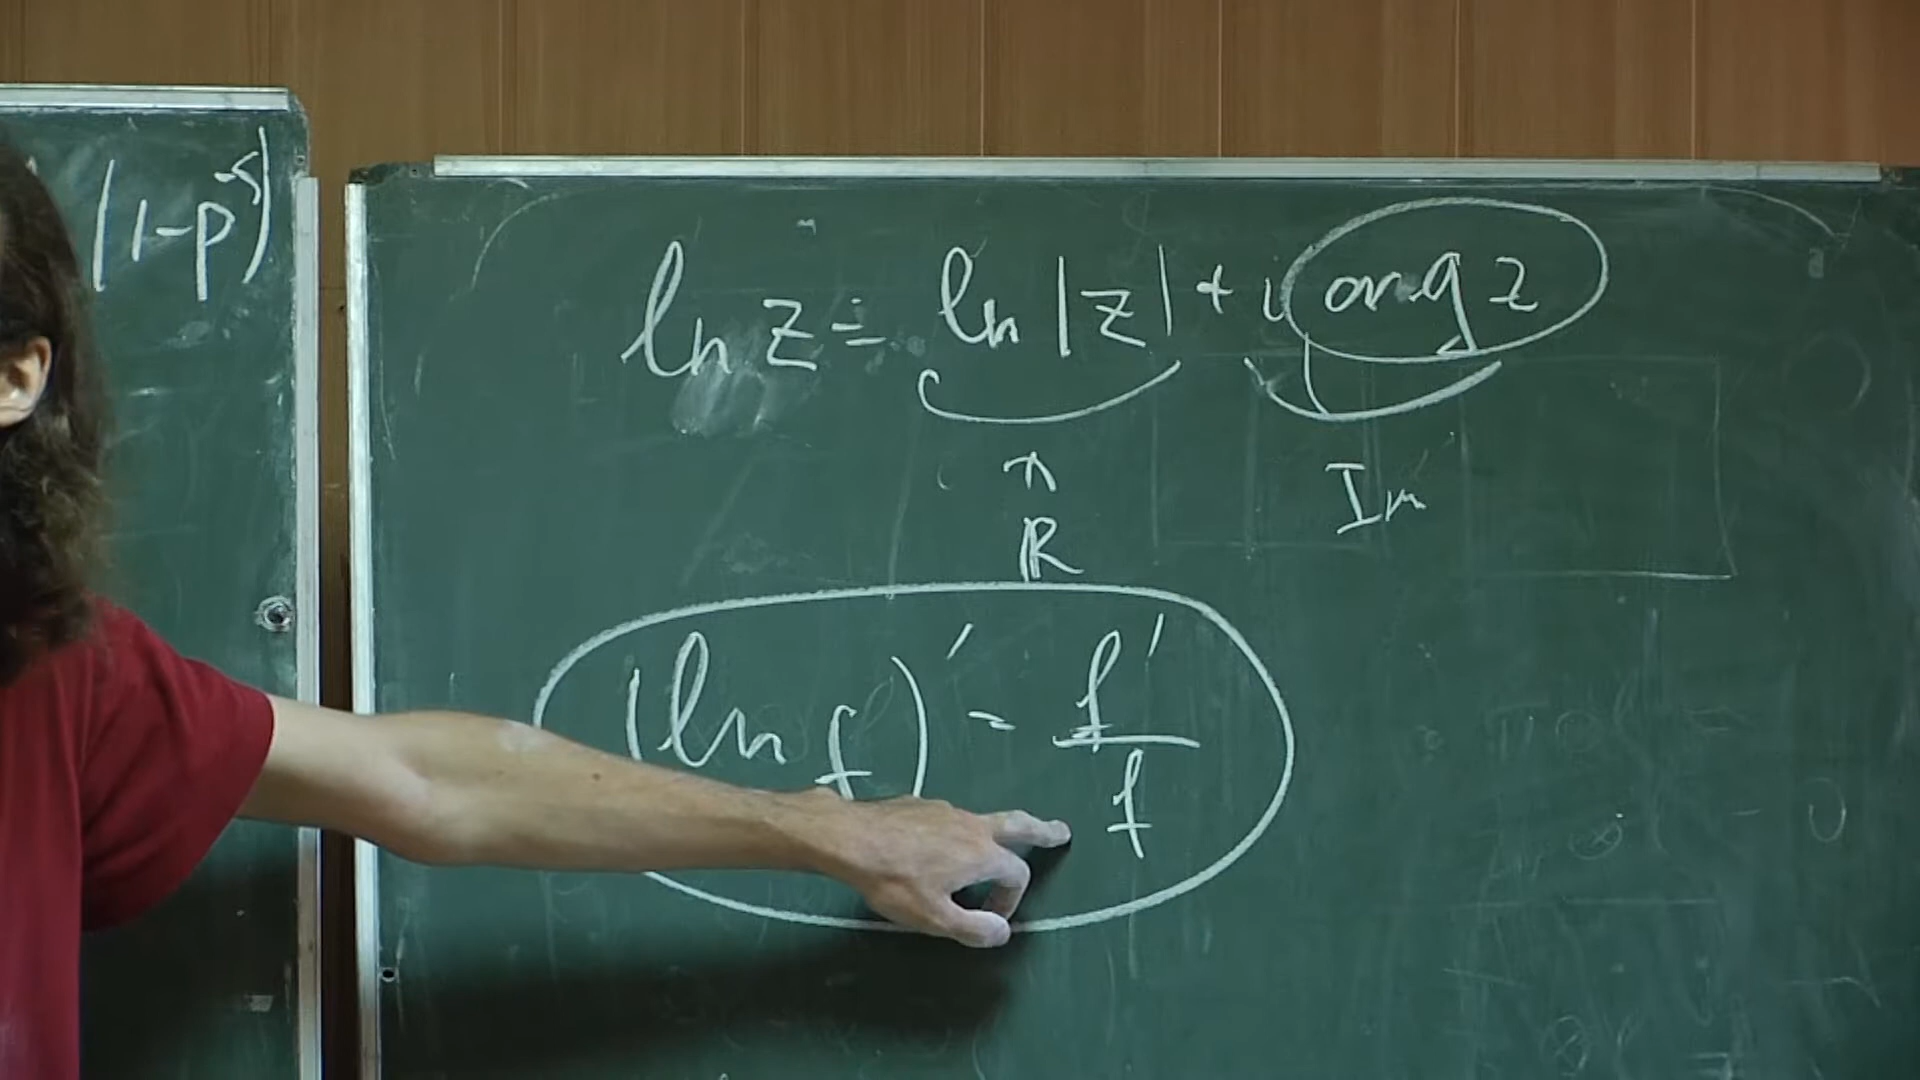 (1-p^{-s})
ln z = ln |z| + i arg z
∩
ℝ
Im
(ln f)' = f'/f